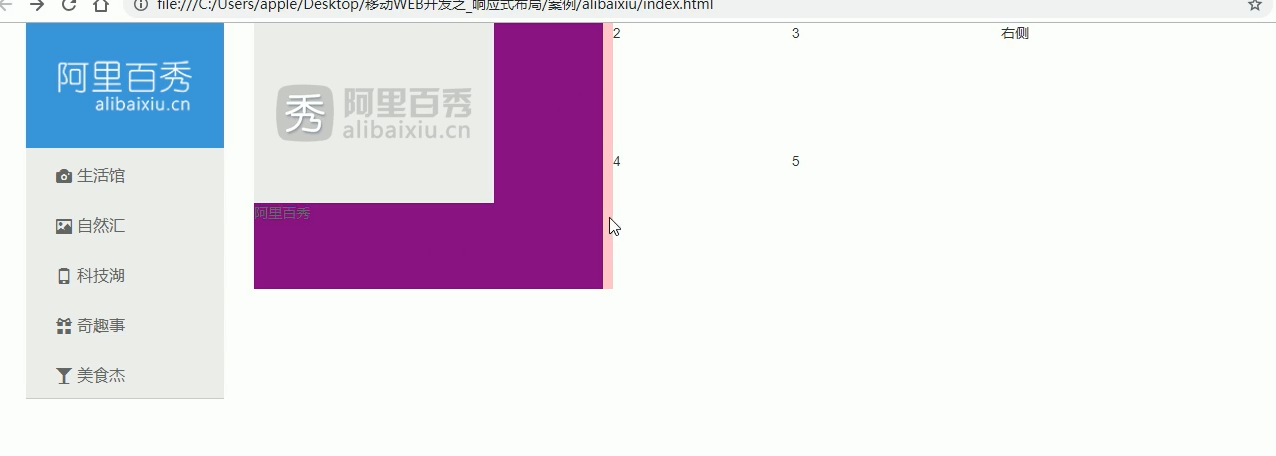 file:///C:/Users/apple/Desktop/移动WEB开发之_响应式布局/案例/alibaixiu/index.html
阿里百秀
alibaixiu.cn
生活馆
自然汇
科技湖
奇趣事
美食杰
秀 阿里百秀
alibaixiu.cn
阿里百秀
2
3
右侧
4
5